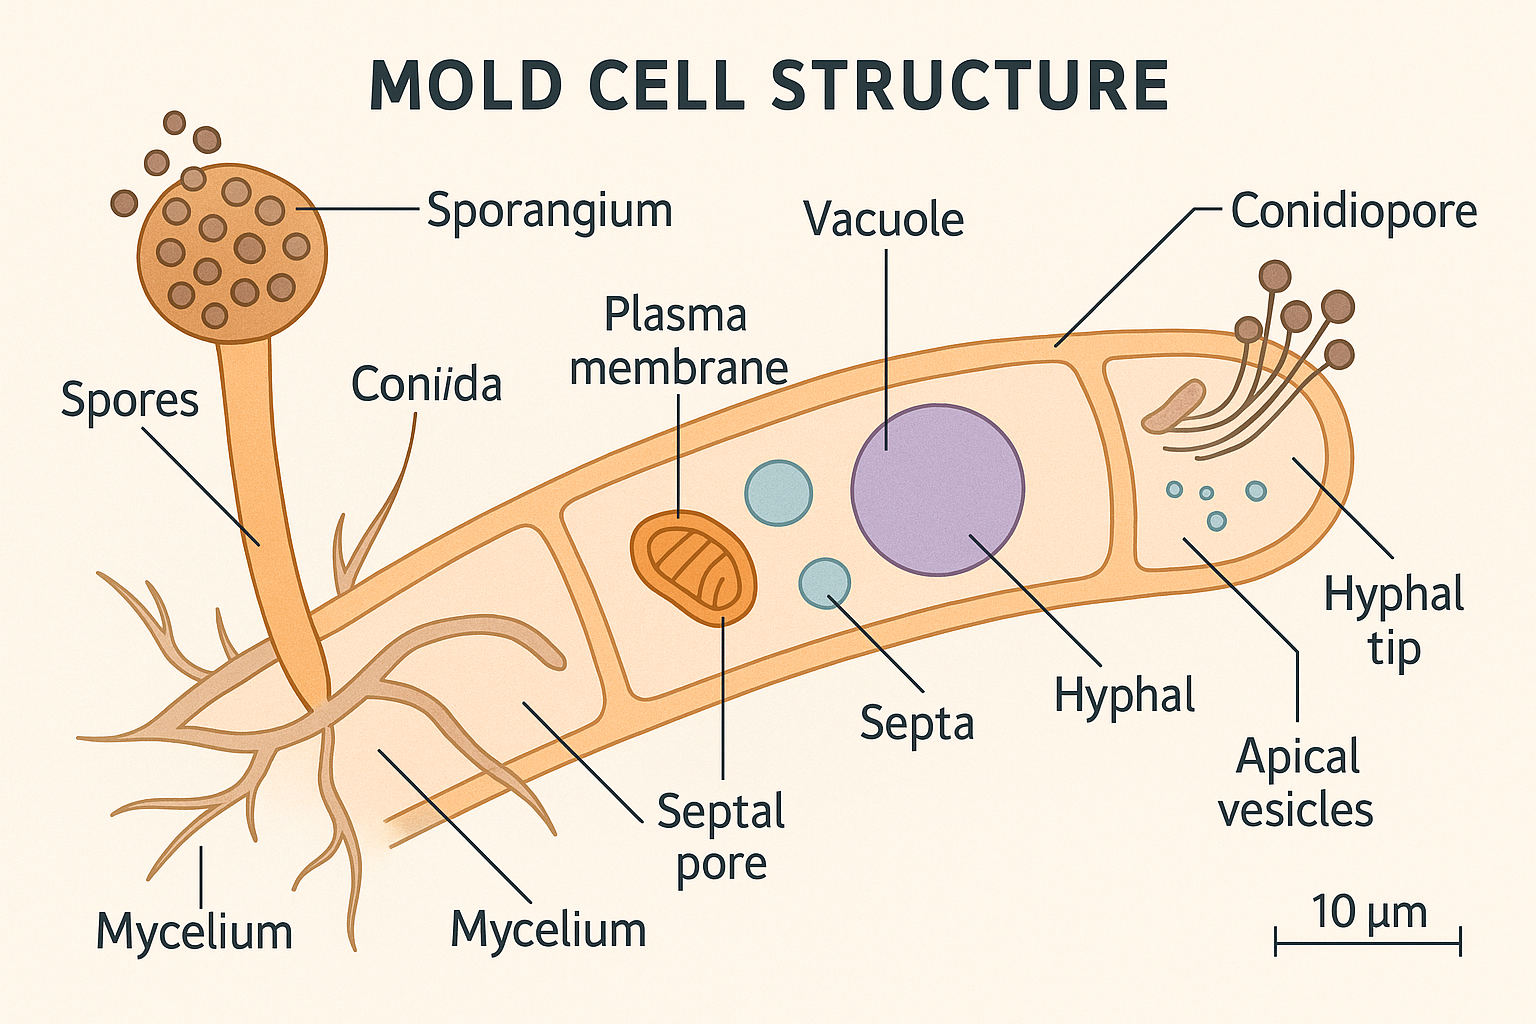 MOLD CELL STRUCTURE
Sporangium
Vacuole
Conidiopore
Plasma
membrane
Spores
Coniida
Hyphal
tip
Septa
Hyphal
Apical
vesicles
Septal
pore
Mycelium
Mycelium
10 µm